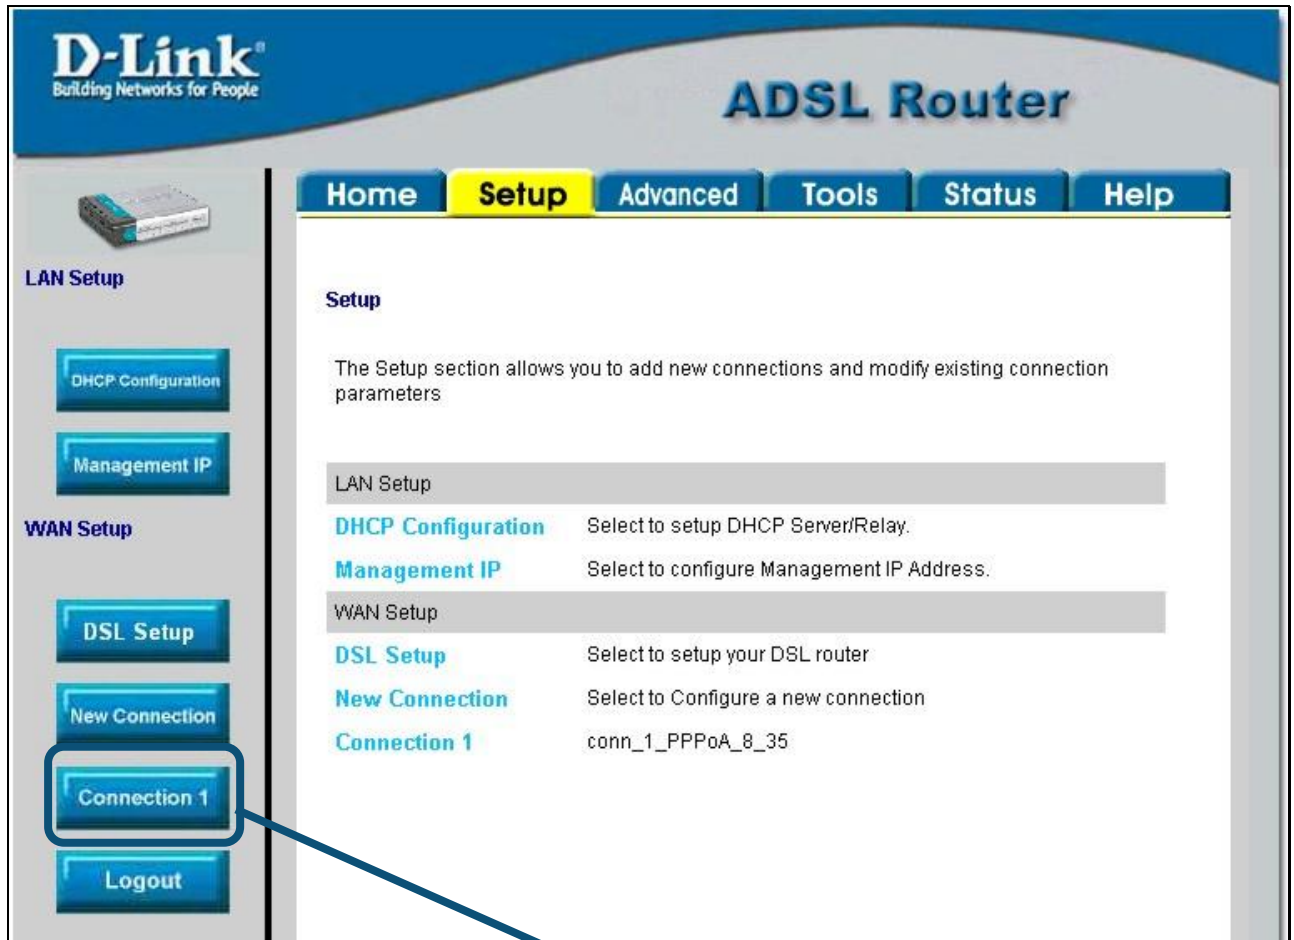 D-Link®
Building Networks for People
ADSL Router
Home Setup Advanced Tools Status Help
LAN Setup
DHCP Configuration
Management IP
WAN Setup
DSL Setup
New Connection
Connection 1
Logout
Setup
The Setup section allows you to add new connections and modify existing connection
parameters
LAN Setup
DHCP Configuration Select to setup DHCP Server/Relay.
Management IP Select to configure Management IP Address.
WAN Setup
DSL Setup Select to setup your DSL router
New Connection Select to Configure a new connection
Connection 1 conn_1_PPPoA_8_35